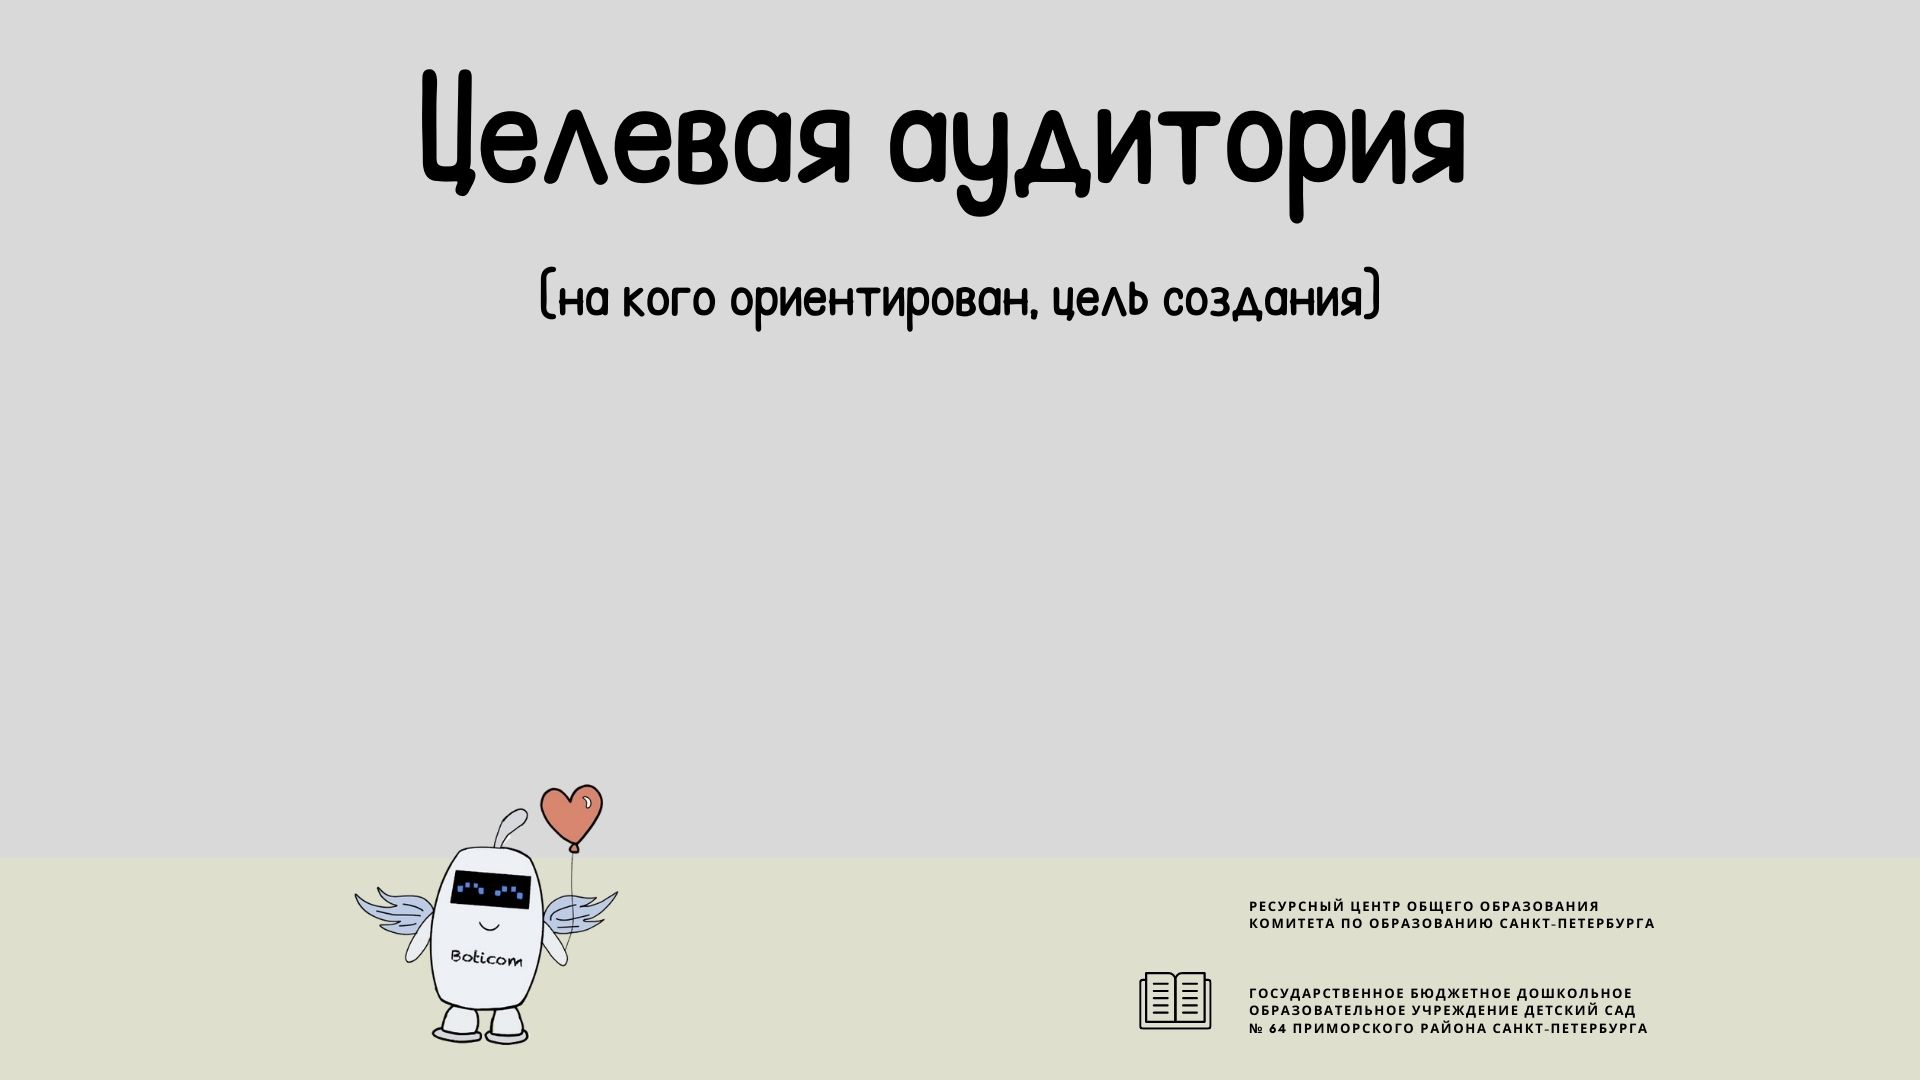 Целевая аудитория
(на кого ориентирован, цель создания)
Boticom
РЕСУРСНЫЙ ЦЕНТР ОБЩЕГО ОБРАЗОВАНИЯ
КОМИТЕТА ПО ОБРАЗОВАНИЮ САНКТ-ПЕТЕРБУРГА
ГОСУДАРСТВЕННОЕ БЮДЖЕТНОЕ ДОШКОЛЬНОЕ
ОБРАЗОВАТЕЛЬНОЕ УЧРЕЖДЕНИЕ ДЕТСКИЙ САД
№ 64 ПРИМОРСКОГО РАЙОНА САНКТ-ПЕТЕРБУРГА